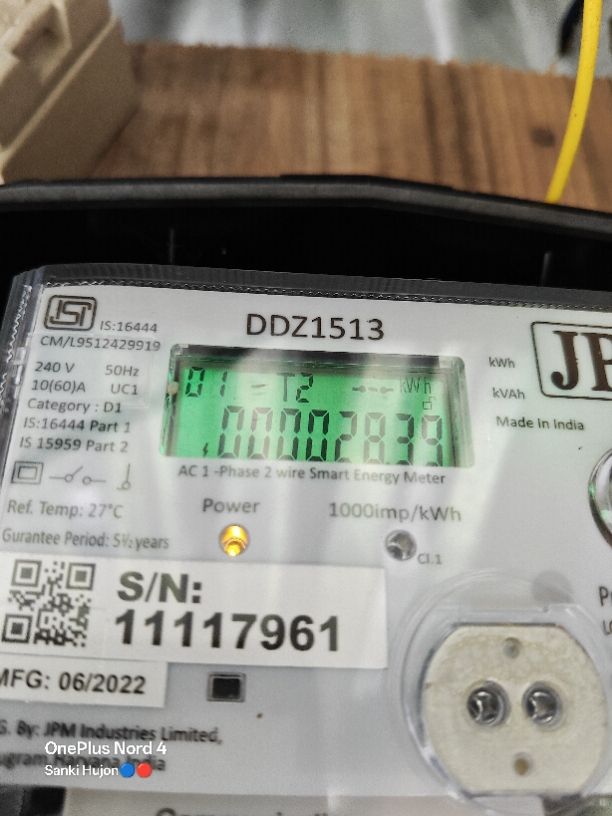 ISI
IS:16444
CM/L9512429919
DDZ1513
240 V 50Hz
10(60)A UC1
Category : D1
IS:16444 Part 1
IS 15959 Part 2
01 - T2 kWh
00002839
kWh
kVAh
Made In India
AC 1 -Phase 2 wire Smart Energy Meter
Ref. Temp: 27°C
Power
1000imp/kWh
Gurantee Period: 5½ years
Cl.1
S/N:
11117961
MFG: 06/2022
By: JPM Industries Limited,
India
OnePlus Nord 4
Sanki Hujon